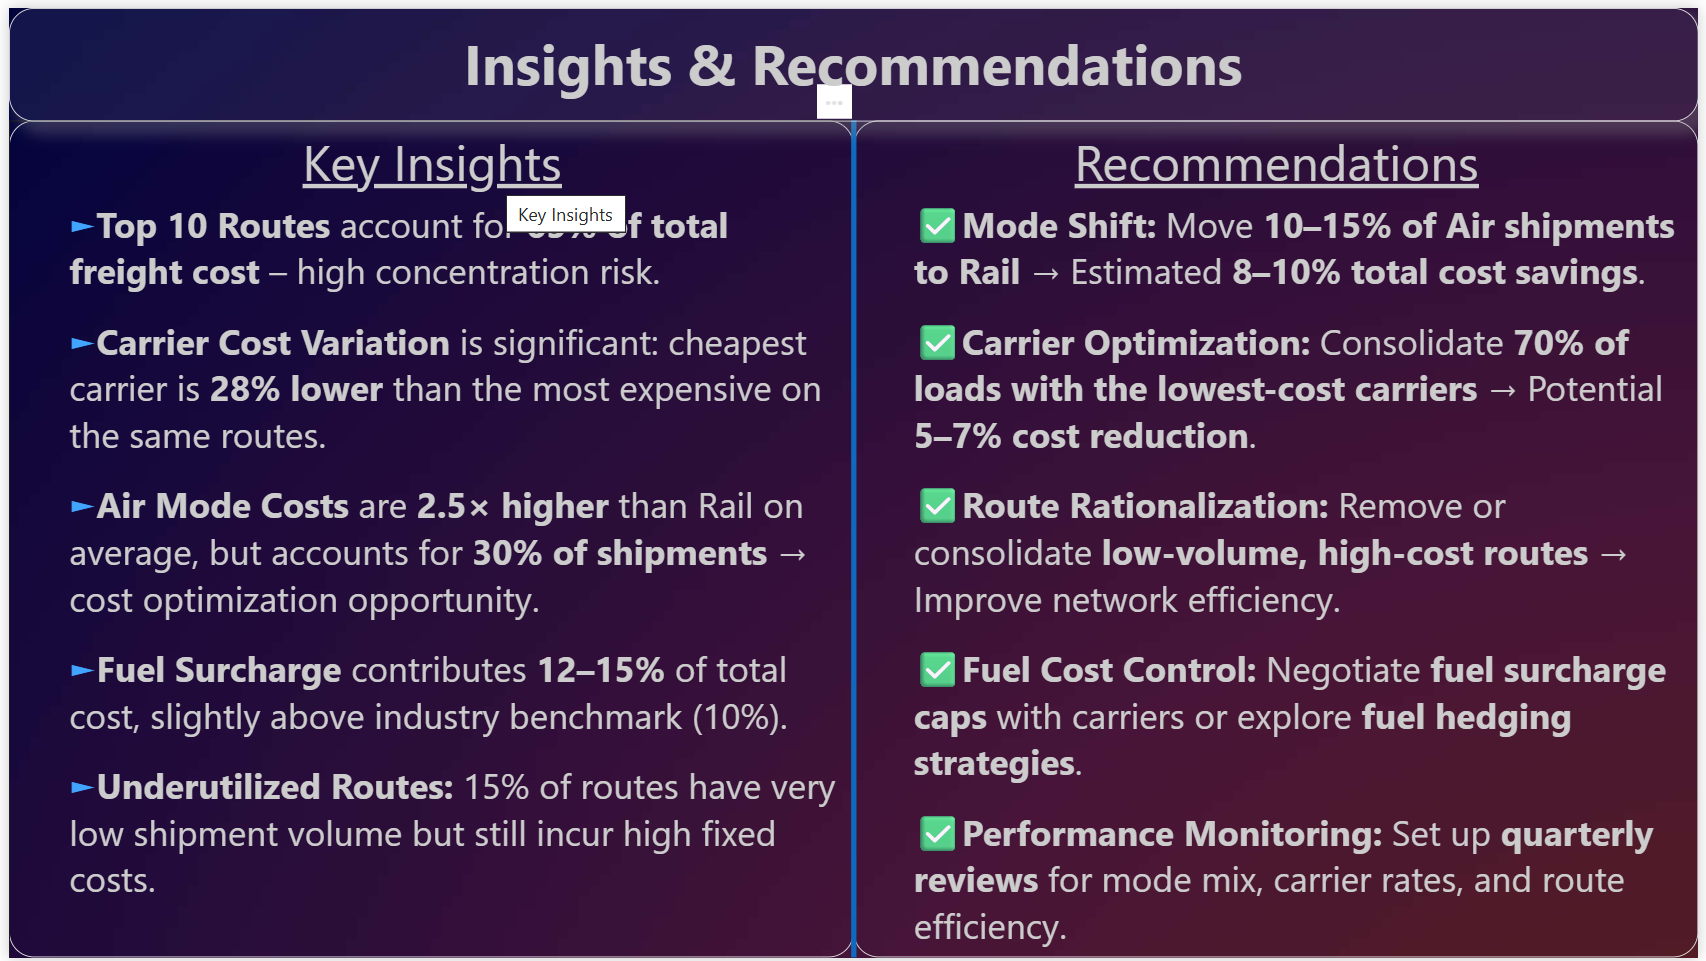 Insights & Recommendations
Key Insights
Key Insights
►Top 10 Routes account for of total
freight cost – high concentration risk.
►Carrier Cost Variation is significant: cheapest
carrier is 28% lower than the most expensive on
the same routes.
►Air Mode Costs are 2.5× higher than Rail on
average, but accounts for 30% of shipments →
cost optimization opportunity.
►Fuel Surcharge contributes 12–15% of total
cost, slightly above industry benchmark (10%).
►Underutilized Routes: 15% of routes have very
low shipment volume but still incur high fixed
costs.
Recommendations
✅Mode Shift: Move 10–15% of Air shipments
to Rail → Estimated 8–10% total cost savings.
✅Carrier Optimization: Consolidate 70% of
loads with the lowest-cost carriers → Potential
5–7% cost reduction.
✅Route Rationalization: Remove or
consolidate low-volume, high-cost routes →
Improve network efficiency.
✅Fuel Cost Control: Negotiate fuel surcharge
caps with carriers or explore fuel hedging
strategies.
✅Performance Monitoring: Set up quarterly
reviews for mode mix, carrier rates, and route
efficiency.